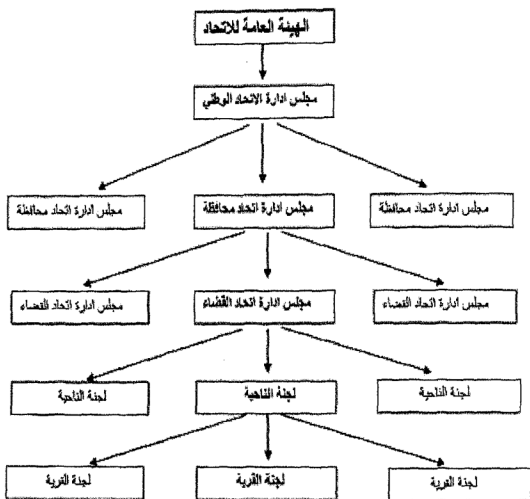 الهيئة العامة للاتحاد
مجلس ادارة الاتحاد الوطني
مجلس ادارة اتحاد محافظة
مجلس ادارة اتحاد محافظة
مجلس ادارة اتحاد محافظة
مجلس ادارة اتحاد القضاء
مجلس ادارة اتحاد القضاء
مجلس ادارة اتحاد القضاء
لجنة الناحية
لجنة الناحية
لجنة الناحية
لجنة القرية
لجنة القرية
لجنة القرية